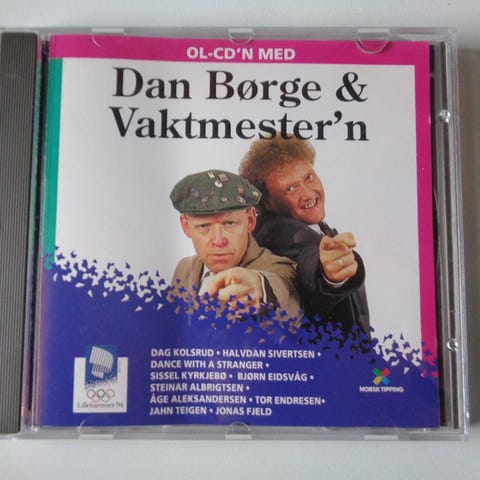 OL-CD'N MED
Dan Børge &
Vaktmester'n
DAG KOLSRUD • HALVDAN SIVERTSEN •
DANCE WITH A STRANGER •
SISSEL KYRKJEBØ • BJØRN EIDSVÅG •
STEINAR ALBRIGTSEN •
ÅGE ALEKSANDERSEN • TOR ENDRESEN•
JAHN TEIGEN • JONAS FJELD
Lillehammer '94
NORSK TIPPING